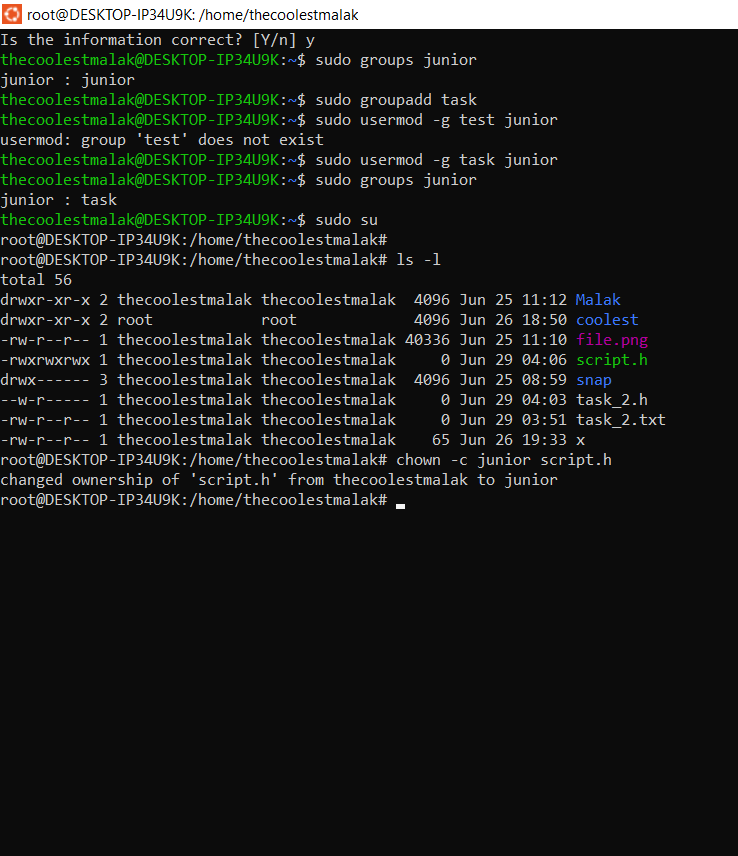 root@DESKTOP-IP34U9K: /home/thecoolestmalak
Is the information correct? [Y/n] y
thecoolestmalak@DESKTOP-IP34U9K:~$ sudo groups junior
junior : junior
thecoolestmalak@DESKTOP-IP34U9K:~$ sudo groupadd task
thecoolestmalak@DESKTOP-IP34U9K:~$ sudo usermod -g test junior
usermod: group 'test' does not exist
thecoolestmalak@DESKTOP-IP34U9K:~$ sudo usermod -g task junior
thecoolestmalak@DESKTOP-IP34U9K:~$ sudo groups junior
junior : task
thecoolestmalak@DESKTOP-IP34U9K:~$ sudo su
root@DESKTOP-IP34U9K:/home/thecoolestmalak#
root@DESKTOP-IP34U9K:/home/thecoolestmalak# ls -l
total 56
drwxr-xr-x 2 thecoolestmalak thecoolestmalak  4096 Jun 25 11:12 Malak
drwxr-xr-x 2 root            root             4096 Jun 26 18:50 coolest
-rw-r--r-- 1 thecoolestmalak thecoolestmalak 40336 Jun 25 11:10 file.png
-rwxrwxrwx 1 thecoolestmalak thecoolestmalak     0 Jun 29 04:06 script.h
drwx------ 3 thecoolestmalak thecoolestmalak  4096 Jun 25 08:59 snap
--w-r----- 1 thecoolestmalak thecoolestmalak     0 Jun 29 04:03 task_2.h
-rw-r--r-- 1 thecoolestmalak thecoolestmalak     0 Jun 29 03:51 task_2.txt
-rw-r--r-- 1 thecoolestmalak thecoolestmalak    65 Jun 26 19:33 x
root@DESKTOP-IP34U9K:/home/thecoolestmalak# chown -c junior script.h
changed ownership of 'script.h' from thecoolestmalak to junior
root@DESKTOP-IP34U9K:/home/thecoolestmalak#